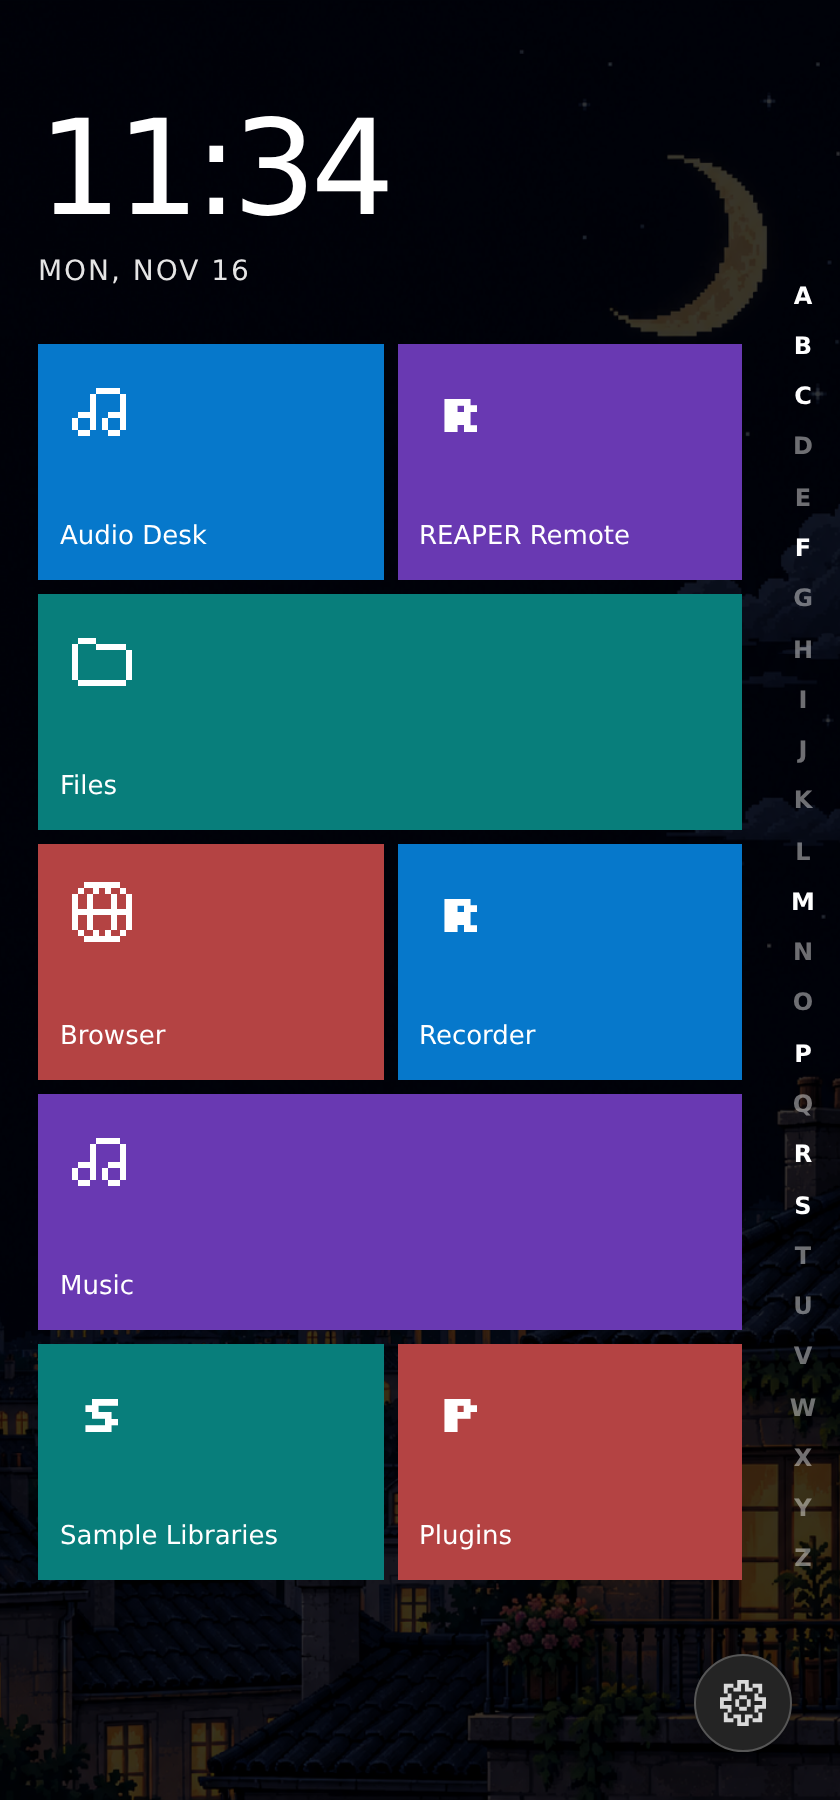 11:34
MON, NOV 16
A
B
C
D
E
F
G
H
I
J
K
L
M
N
O
P
Q
R
S
T
U
V
W
X
Y
Z
Audio Desk
R
REAPER Remote
Files
Browser
R
Recorder
Music
S
Sample Libraries
P
Plugins